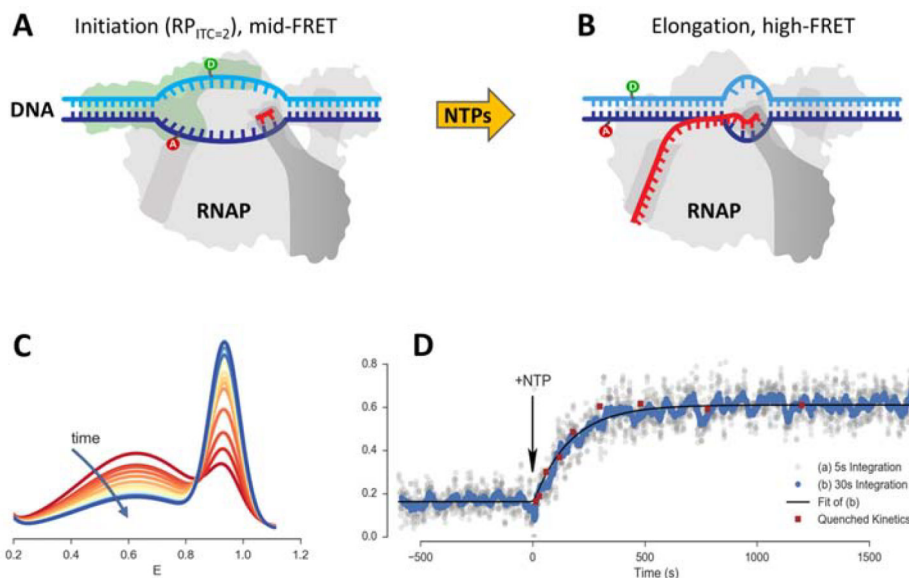 A
Initiation (RP ITC=2), mid-FRET
B
Elongation, high-FRET
D
DNA
A
RNAP
NTPs
D
A
RNAP
C
time
0.2 0.4 0.6 0.8 1.0 1.2
E
D
0.8
0.6
0.4
0.2
0.0
+NTP
(a) 5s Integration
(b) 30s Integration
Fit of (b)
Quenched Kinetics
−500 0 500 1000 1500
Time (s)